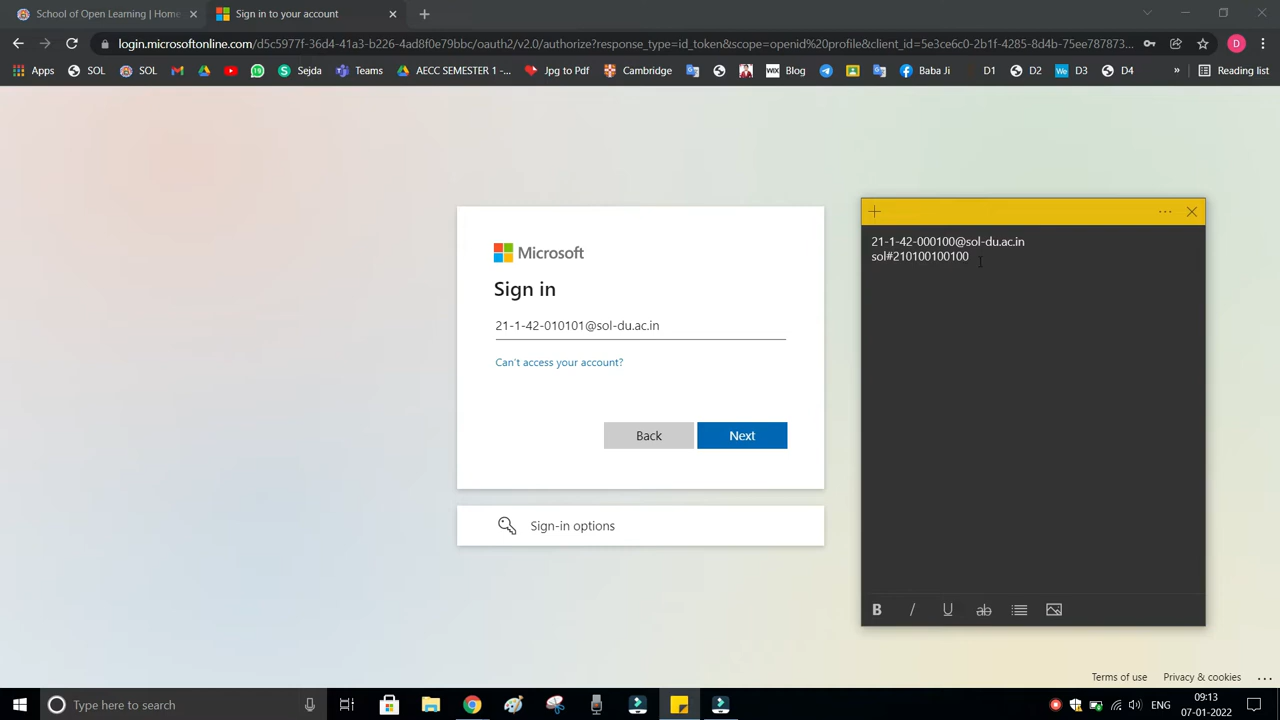 School of Open Learning | Home
Sign in to your account
login.microsoftonline.com/d5c5977f-36d4-41a3-b226-4ad8f0e79bbc/oauth2/v2.0/authorize?response_type=id_token&scope=openid%20profile&client_id=5e3ce6c0-2b1f-4285-8d4b-75ee787873...
D
Apps SOL SOL Sejda Teams AECC SEMESTER 1 -... Jpg to Pdf Cambridge WIX Blog Baba Ji D1 D2 We D3 D4 » Reading list
Microsoft
Sign in
21-1-42-010101@sol-du.ac.in
Can't access your account?
Back Next
Sign-in options
21-1-42-000100@sol-du.ac.in
sol#210100100100
B I U ab
Terms of use Privacy & cookies ...
Type here to search
ENG
09:13
07-01-2022